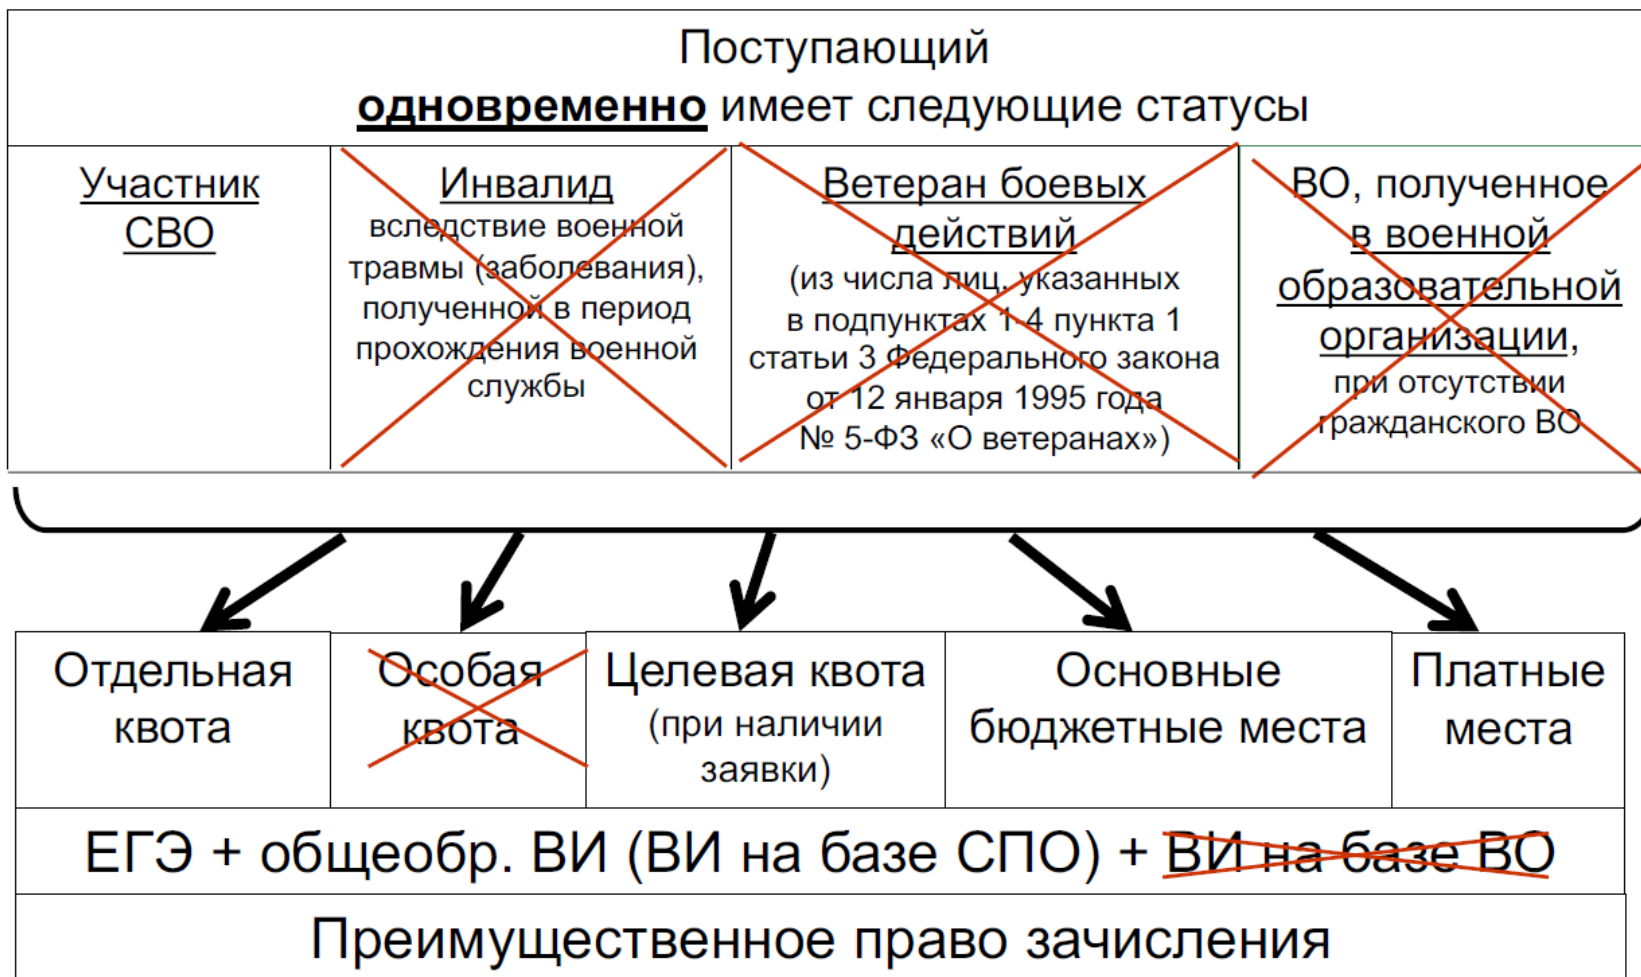 Поступающий
одновременно имеет следующие статусы
Участник
СВО
Инвалид
вследствие военной
травмы (заболевания),
полученной в период
прохождения военной
службы
Ветеран боевых
действий
(из числа лиц, указанных
в подпунктах 1-4 пункта 1
статьи 3 Федерального закона
от 12 января 1995 года
№ 5-ФЗ «О ветеранах»)
ВО, полученное
в военной
образовательной
организации,
при отсутствии
гражданского ВО
Отдельная
квота
Особая
квота
Целевая квота
(при наличии
заявки)
Основные
бюджетные места
Платные
места
ЕГЭ + общеобр. ВИ (ВИ на базе СПО) + ВИ на базе ВО
Преимущественное право зачисления